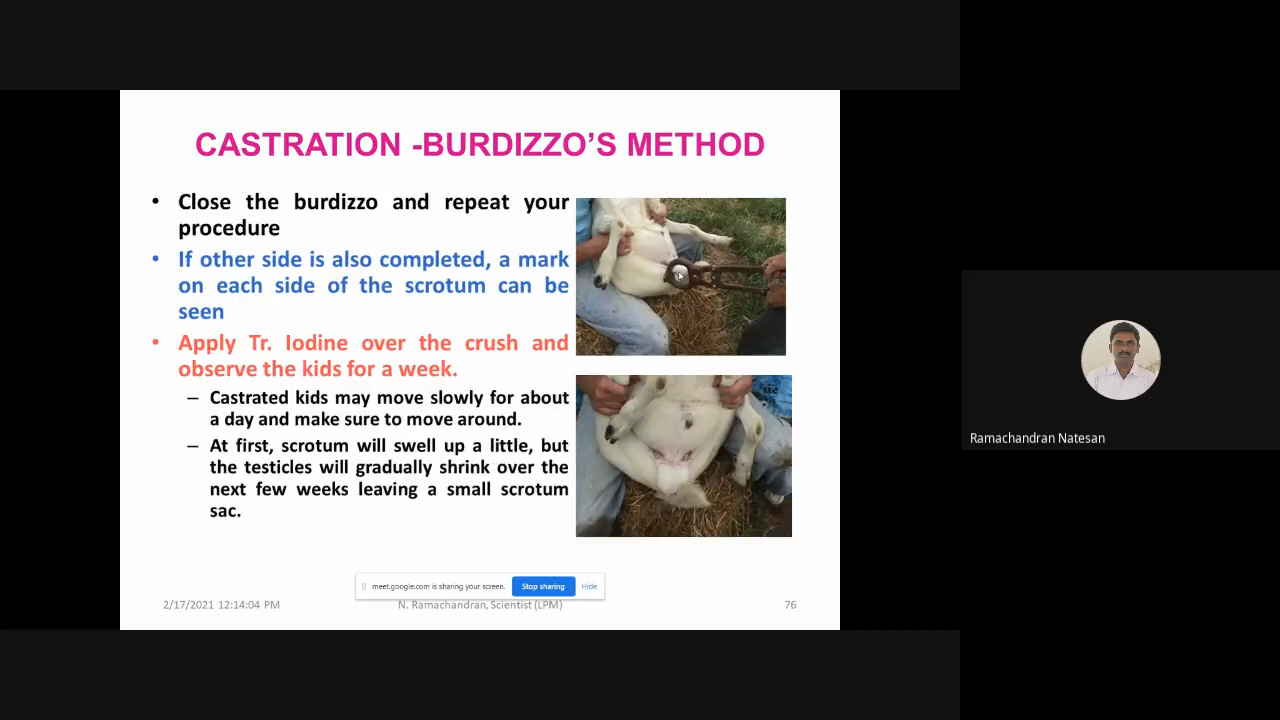 CASTRATION -BURDIZZO’S METHOD
• Close the burdizzo and repeat your
procedure
• If other side is also completed, a mark
on each side of the scrotum can be
seen
• Apply Tr. Iodine over the crush and
observe the kids for a week.
– Castrated kids may move slowly for about
a day and make sure to move around.
– At first, scrotum will swell up a little, but
the testicles will gradually shrink over the
next few weeks leaving a small scrotum
sac.
meet.google.com is sharing your screen. Stop sharing Hide
2/17/2021 12:14:04 PM N. Ramachandran, Scientist (LPM) 76
Ramachandran Natesan